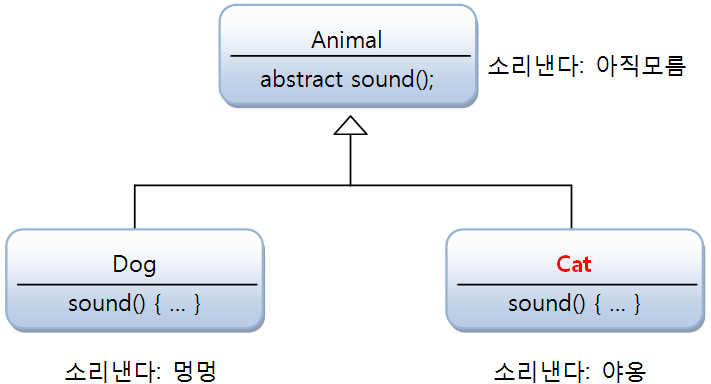 Animal
abstract sound();
소리낸다: 아직모름
Dog
sound() { ... }
소리낸다: 멍멍
Cat
sound() { ... }
소리낸다: 야옹